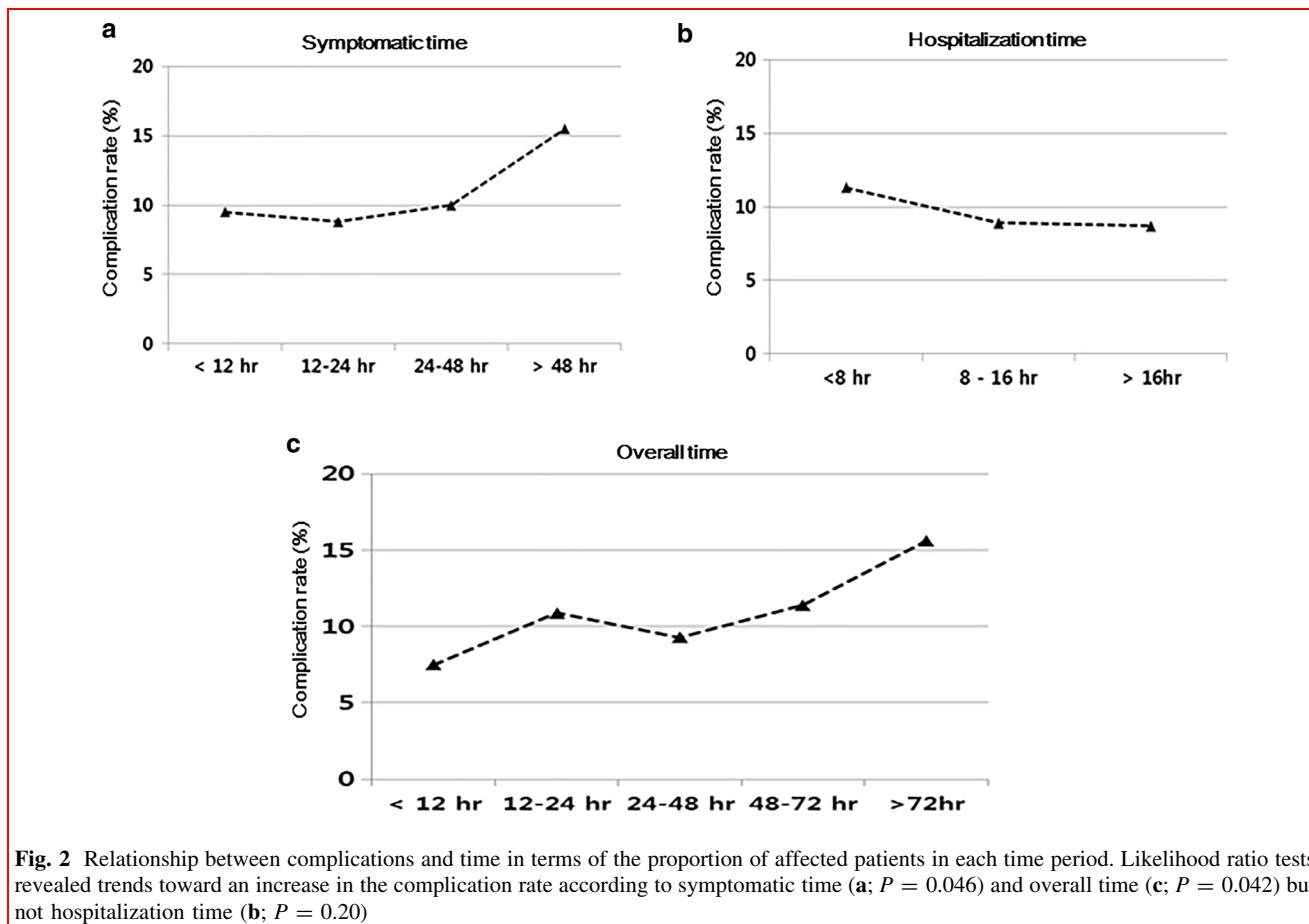 a
Symptomatic time
Complication rate (%)
20
15
10
5
0
< 12 hr 12-24 hr 24-48 hr > 48 hr
b
Hospitalization time
Complication rate (%)
20
15
10
5
0
<8 hr 8 - 16 hr > 16hr
c
Overall time
Complication rate (%)
20
15
10
5
0
< 12 hr 12-24 hr 24-48 hr 48-72 hr >72hr
Fig. 2 Relationship between complications and time in terms of the proportion of affected patients in each time period. Likelihood ratio tests
revealed trends toward an increase in the complication rate according to symptomatic time (a; P = 0.046) and overall time (c; P = 0.042) bu
not hospitalization time (b; P = 0.20)